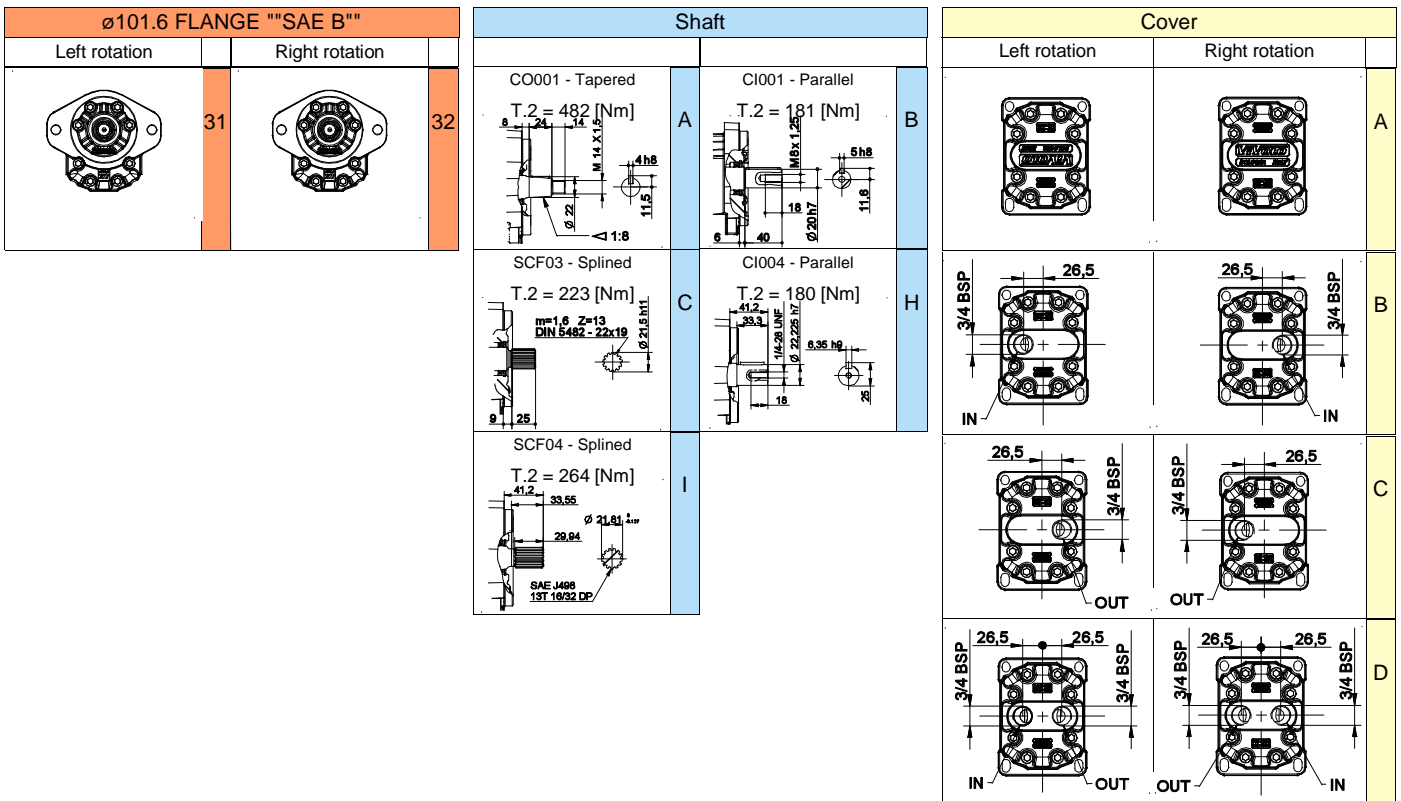 ø101.6 FLANGE ""SAE B""
Left rotation
Right rotation
31
32
Shaft
CO001 - Tapered
T.2 = 482 [Nm]
8
24
14
M 14 X 1,5
4 h8
11,5
Ø 22
1:8
A
CI001 - Parallel
T.2 = 181 [Nm]
M8 x 1,25
5 h8
11,6
18
Ø 20 h7
6
40
B
SCF03 - Splined
T.2 = 223 [Nm]
m=1,6 Z=13
DIN 5482 - 22x19
Ø 21,5 h11
9
25
C
CI004 - Parallel
T.2 = 180 [Nm]
41,2
33,3
1/4-28 UNF
Ø 22,225 h7
6,35 h9
18
25
H
SCF04 - Splined
T.2 = 264 [Nm]
41,2
33,55
Ø 21,81
29,94
SAE J498
13T 16/32 DP
I
Cover
Left rotation
Right rotation
A
26,5
3/4 BSP
IN
26,5
3/4 BSP
IN
B
26,5
3/4 BSP
OUT
26,5
3/4 BSP
OUT
C
26,5
26,5
3/4 BSP
3/4 BSP
IN
OUT
26,5
26,5
3/4 BSP
3/4 BSP
OUT
IN
D